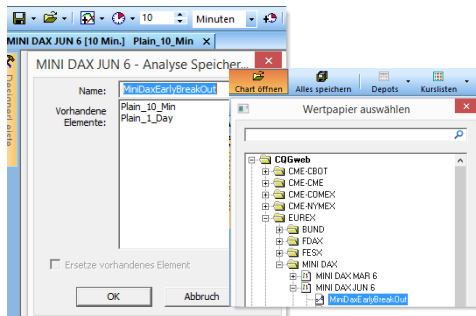 10 Minuten
MINI DAX JUN 6 [10 Min.] Plain_10_Min X
MINI DAX JUN 6 - Analyse Speicher...
Name: MiniDaxEarlyBreakOut
Vorhandene
Elemente:
Plain_10_Min
Plain_1_Day
Ersetze vorhandenes Element
OK Abbruch
Designerleiste
Chart öffnen Alles speichern Depots Kurslisten
Wertpapier auswählen
CQGweb
CME-CBOT
CME-CME
CME-COMEX
CME-NYMEX
EUREX
BUND
FDAX
FESX
MINI DAX
MINI DAX MAR 6
MINI DAX JUN 6
MiniDaxEarlyBreakOut